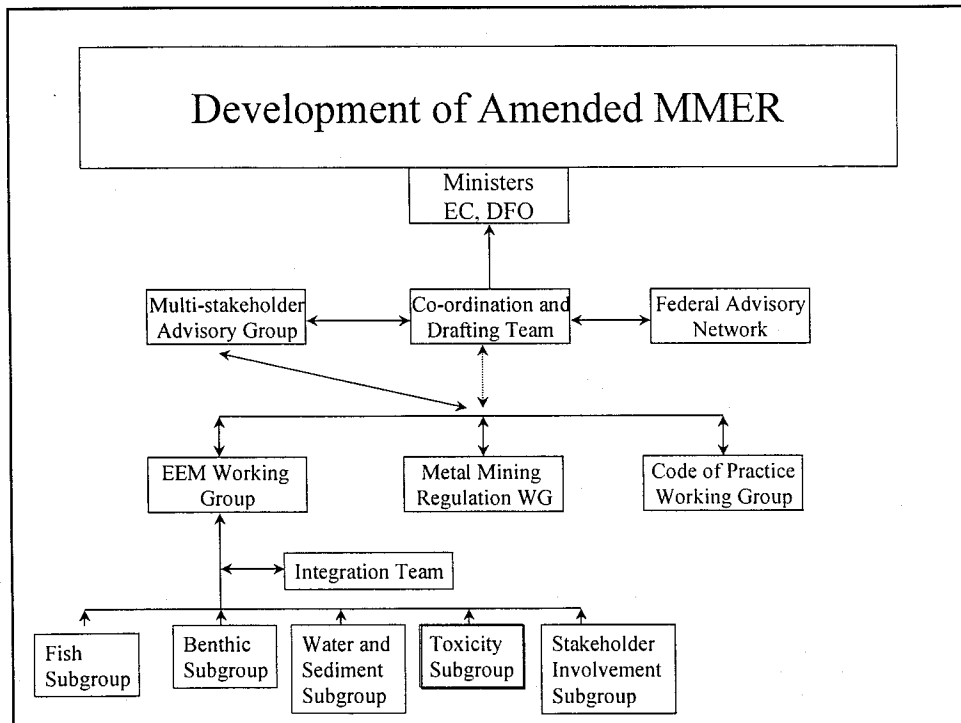 Development of Amended MMER
Ministers
EC, DFO
Multi-stakeholder
Advisory Group
Co-ordination and
Drafting Team
Federal Advisory
Network
EEM Working
Group
Metal Mining
Regulation WG
Code of Practice
Working Group
Integration Team
Fish
Subgroup
Benthic
Subgroup
Water and
Sediment
Subgroup
Toxicity
Subgroup
Stakeholder
Involvement
Subgroup